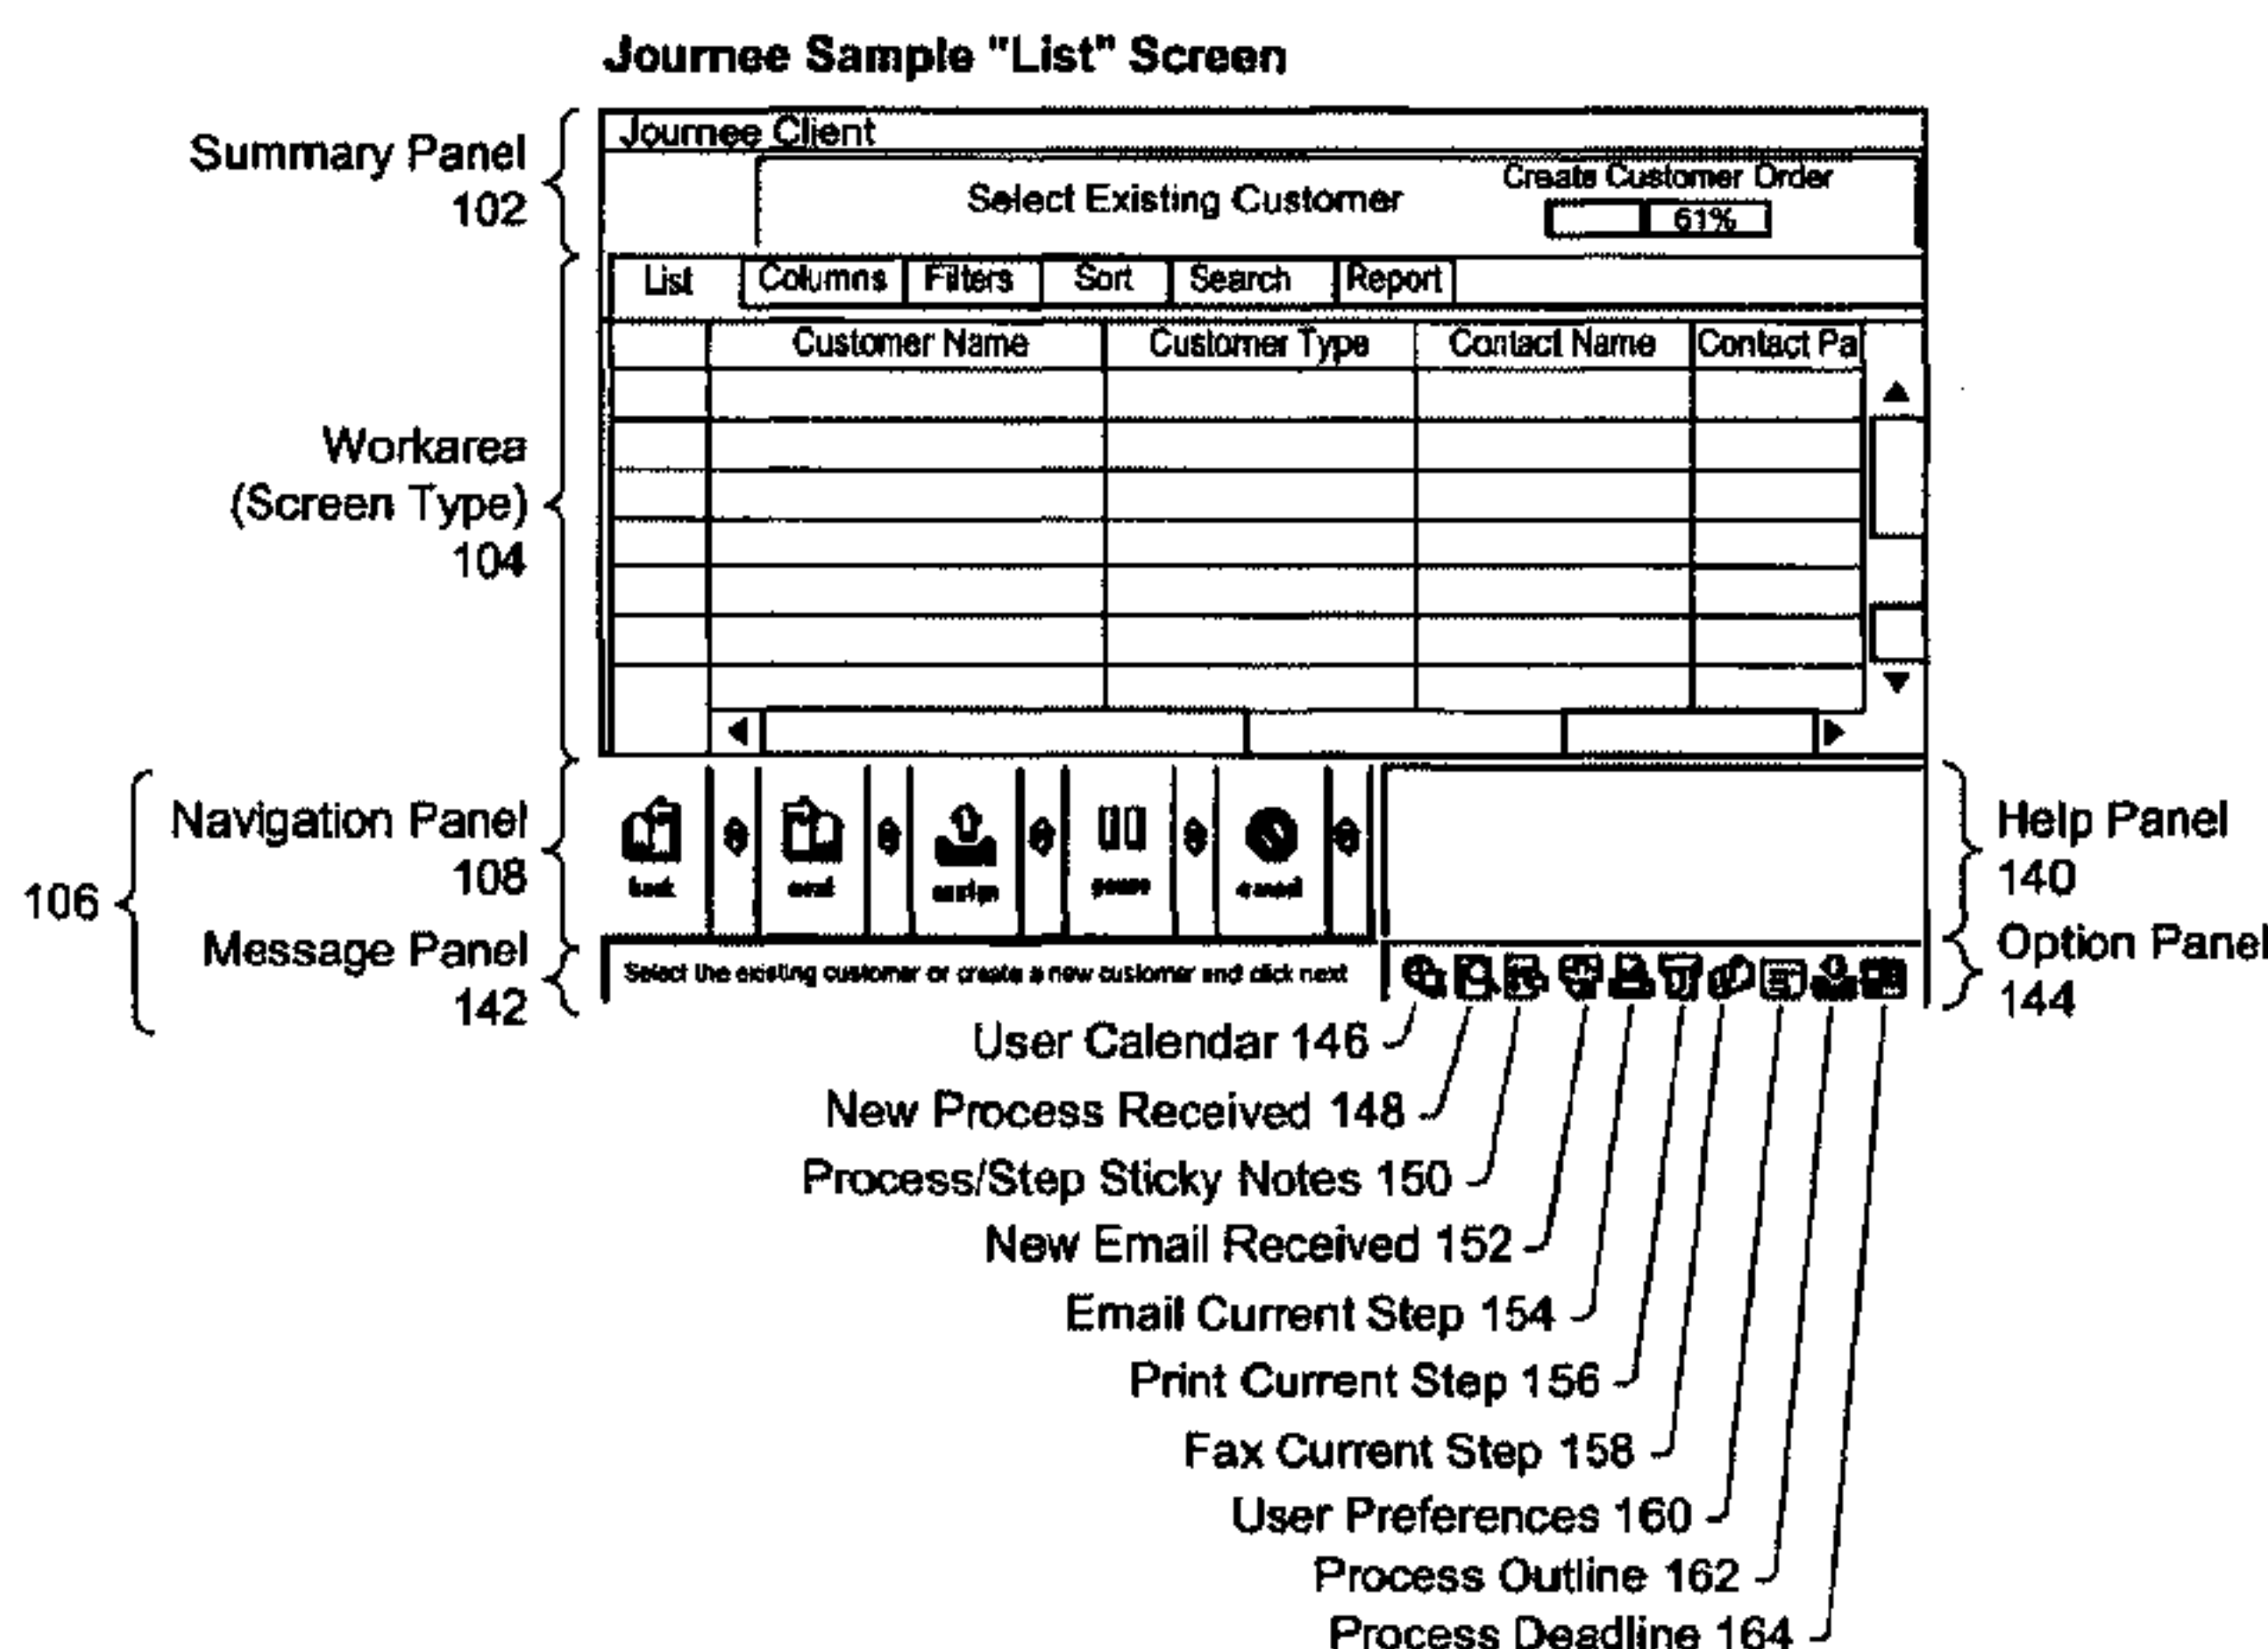 Journee Sample "List" Screen
Summary Panel
102
Journee Client
Select Existing Customer
Create Customer Order
61%
List Columns Filters Sort Search Report
Customer Name Customer Type Contact Name Contact Pa
Workarea
(Screen Type)
104
106
Navigation Panel
108
back next assign pause cancel
Help Panel
140
Message Panel
142
Select the existing customer or create a new customer and click next
Option Panel
144
User Calendar 146
New Process Received 148
Process/Step Sticky Notes 150
New Email Received 152
Email Current Step 154
Print Current Step 156
Fax Current Step 158
User Preferences 160
Process Outline 162
Process Deadline 164